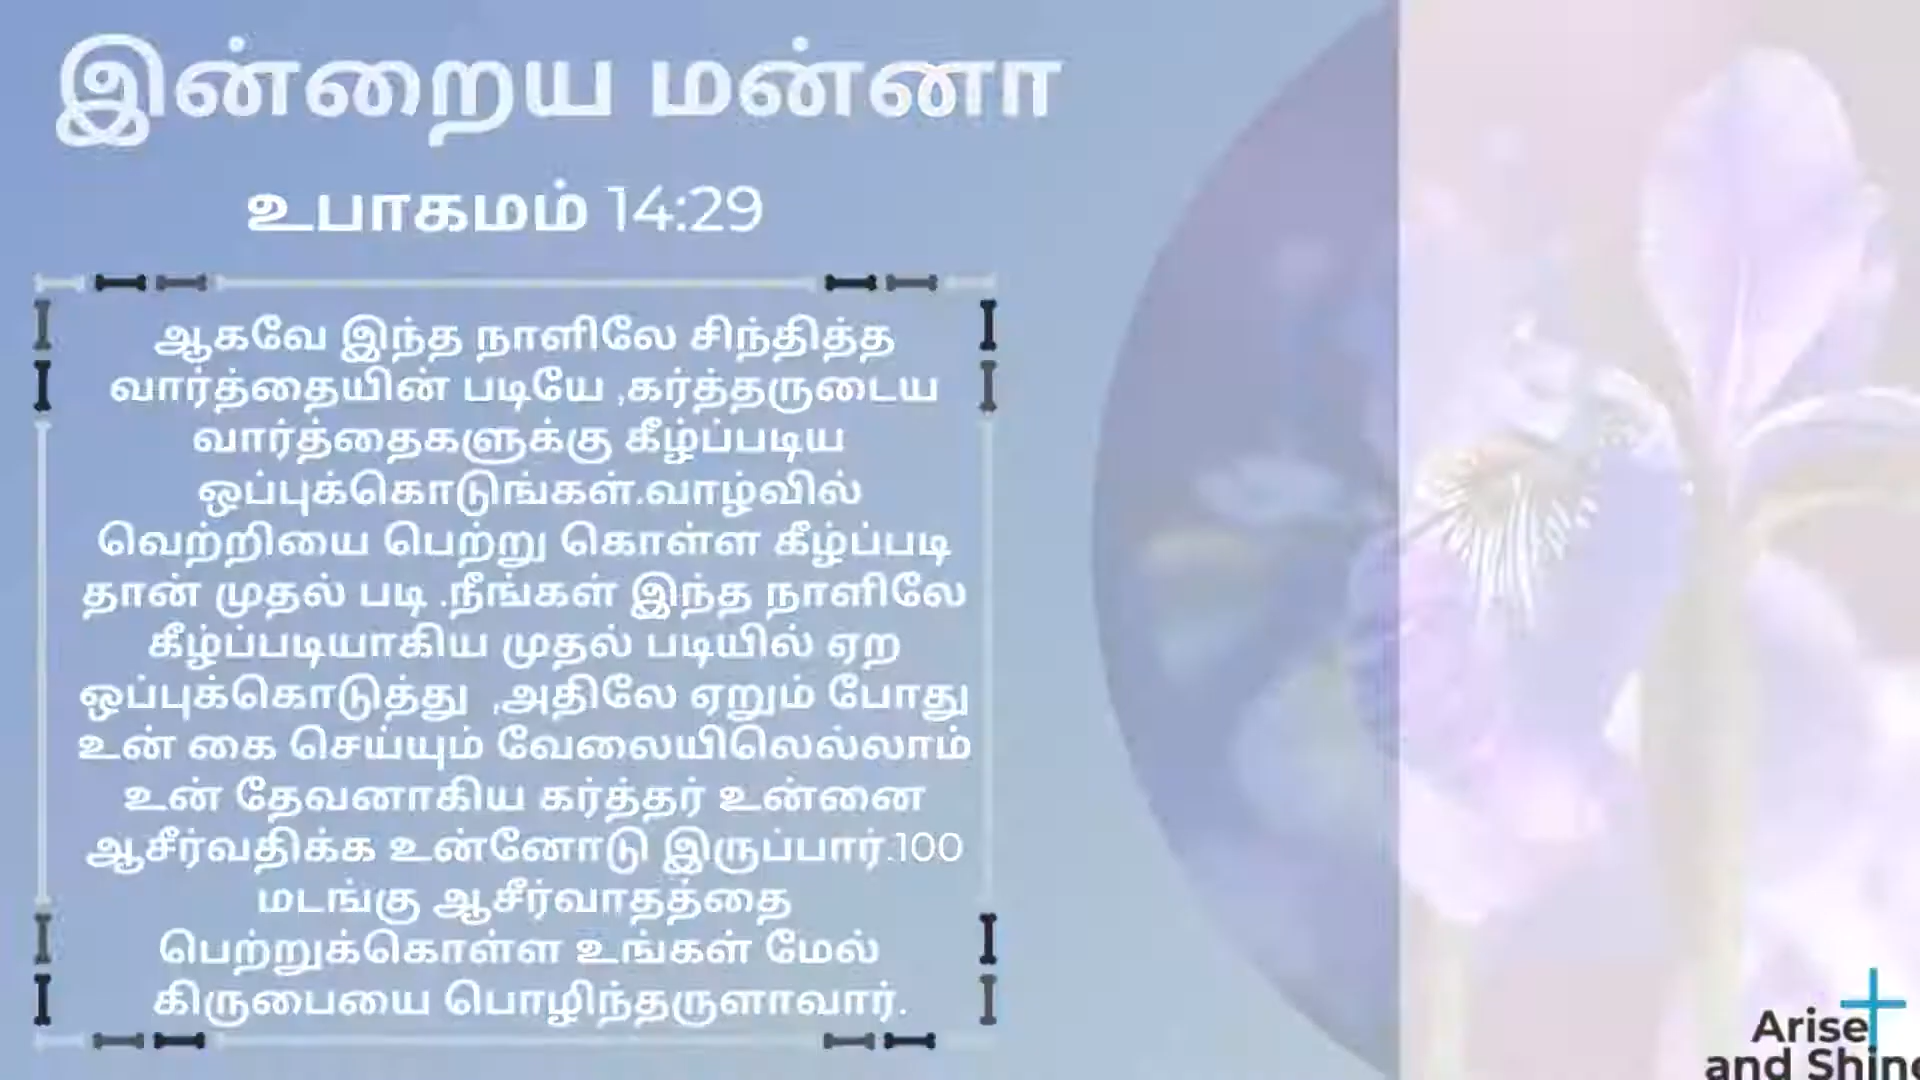 இன்றைய மன்னா
உபாகமம் 14:29
ஆகவே இந்த நாளிலே சிந்தித்த
வார்த்தையின் படியே ,கர்த்தருடைய
வார்த்தைகளுக்கு கீழ்ப்படிய
ஒப்புக்கொடுங்கள்.வாழ்வில்
வெற்றியை பெற்று கொள்ள கீழ்ப்படி
தான் முதல் படி .நீங்கள் இந்த நாளிலே
கீழ்ப்படியாகிய முதல் படியில் ஏற
ஒப்புக்கொடுத்து ,அதிலே ஏறும் போது
உன் கை செய்யும் வேலையிலெல்லாம்
உன் தேவனாகிய கர்த்தர் உன்னை
ஆசீர்வதிக்க உன்னோடு இருப்பார்.100
மடங்கு ஆசீர்வாதத்தை
பெற்றுக்கொள்ள உங்கள் மேல்
கிருபையை பொழிந்தருளாவார்.
Arise
and Shine